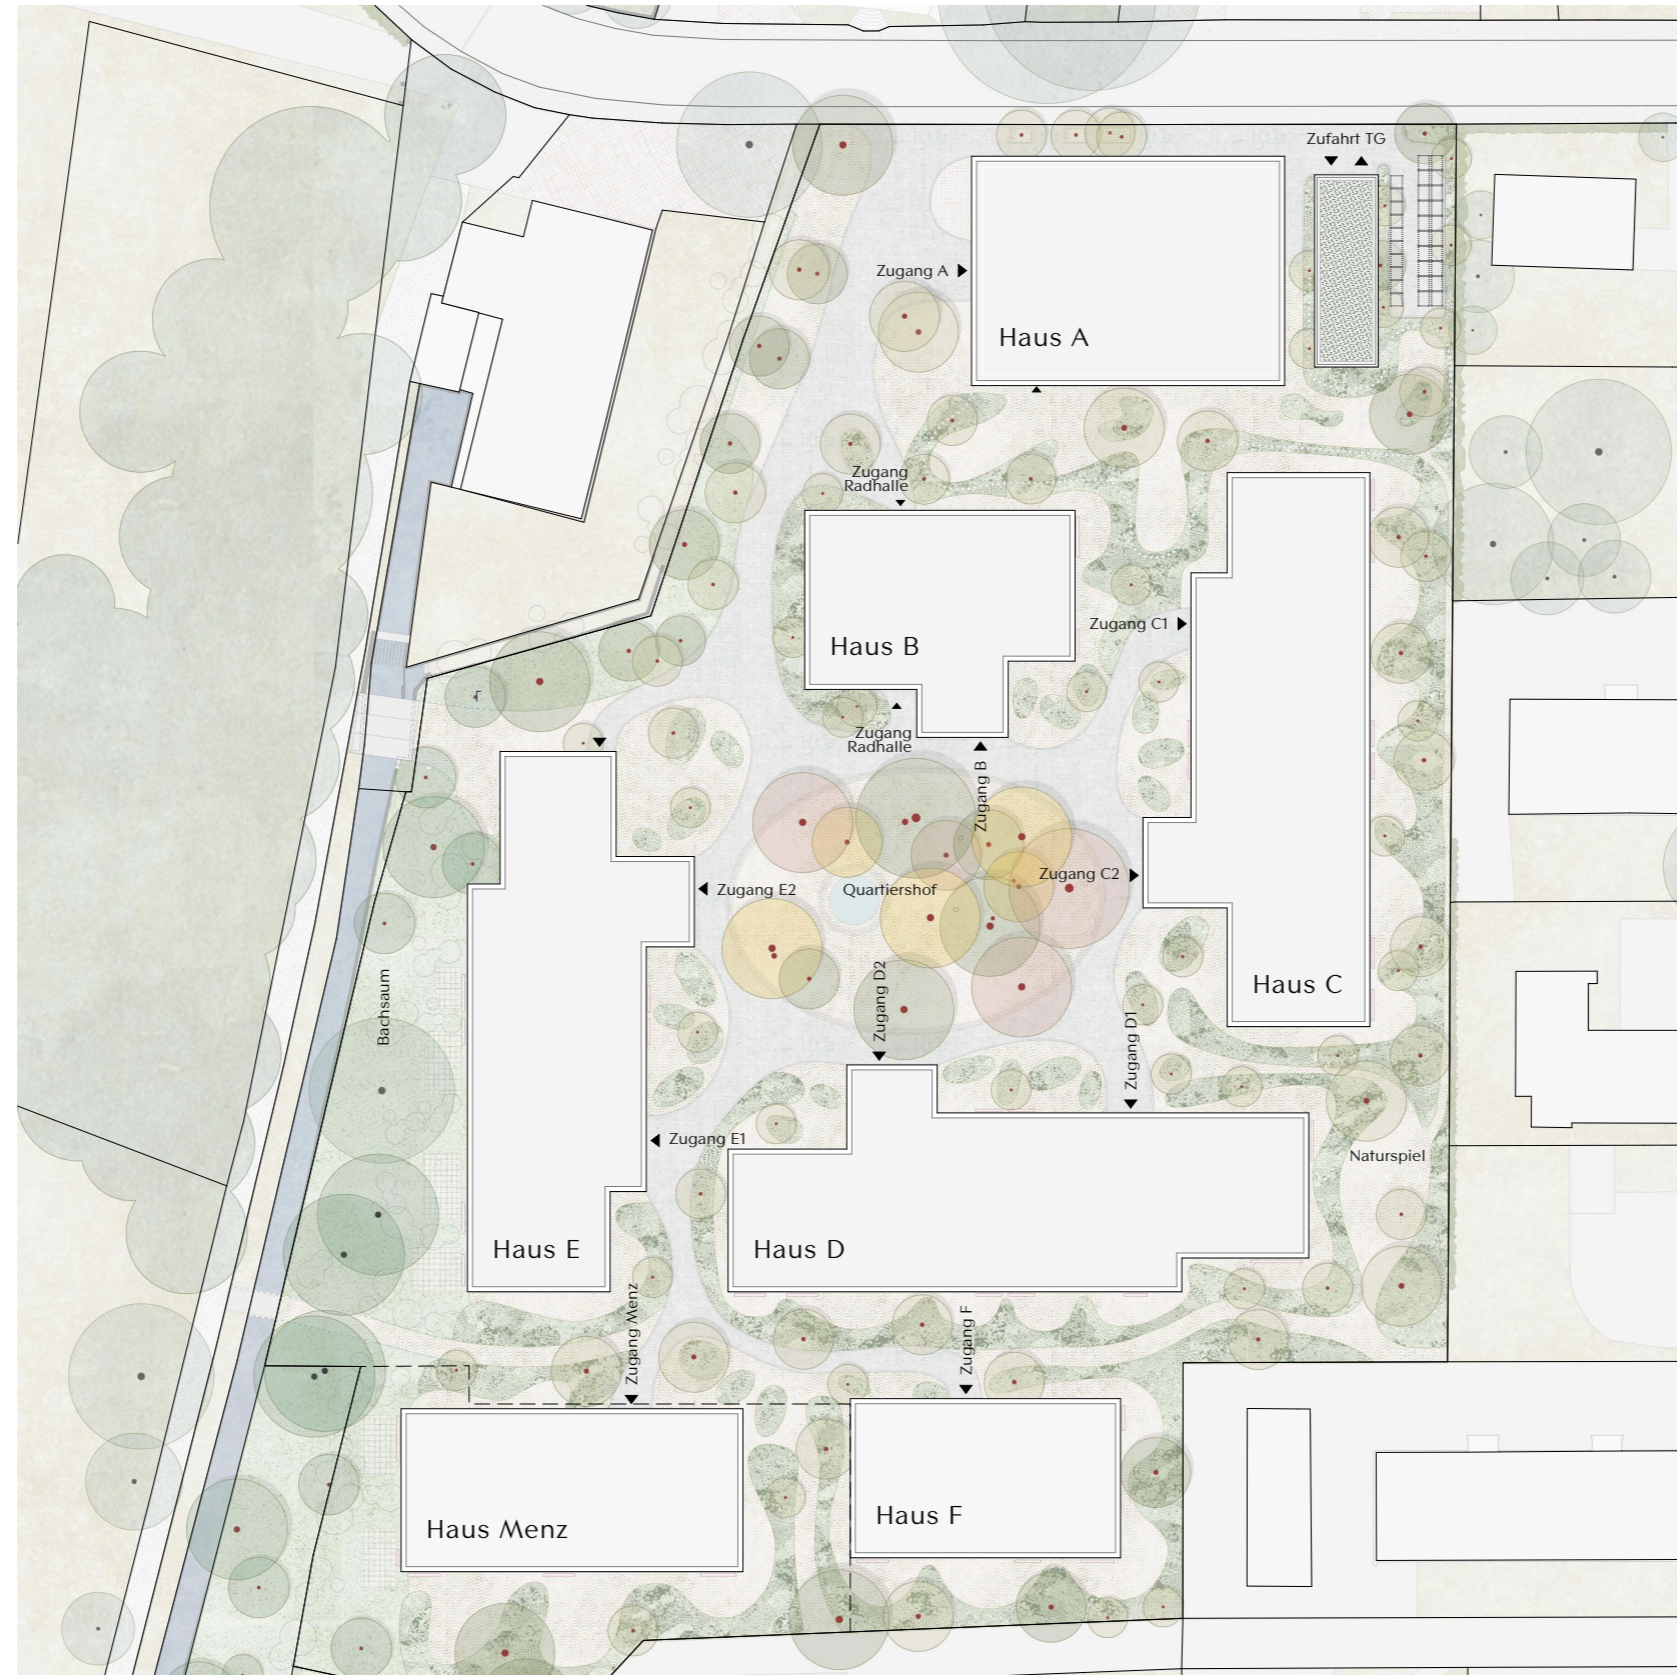 Zufahrt TG
Zugang A
Haus A
Zugang
Radhalle
Haus B
Zugang C1
Zugang
Radhalle
Zugang B
Zugang C2
Zugang E2
Quartiershof
Bachsaum
Zugang D2
Haus C
Zugang D1
Zugang E1
Naturspiel
Haus E
Haus D
Zugang Menz
Zugang F
Haus Menz
Haus F